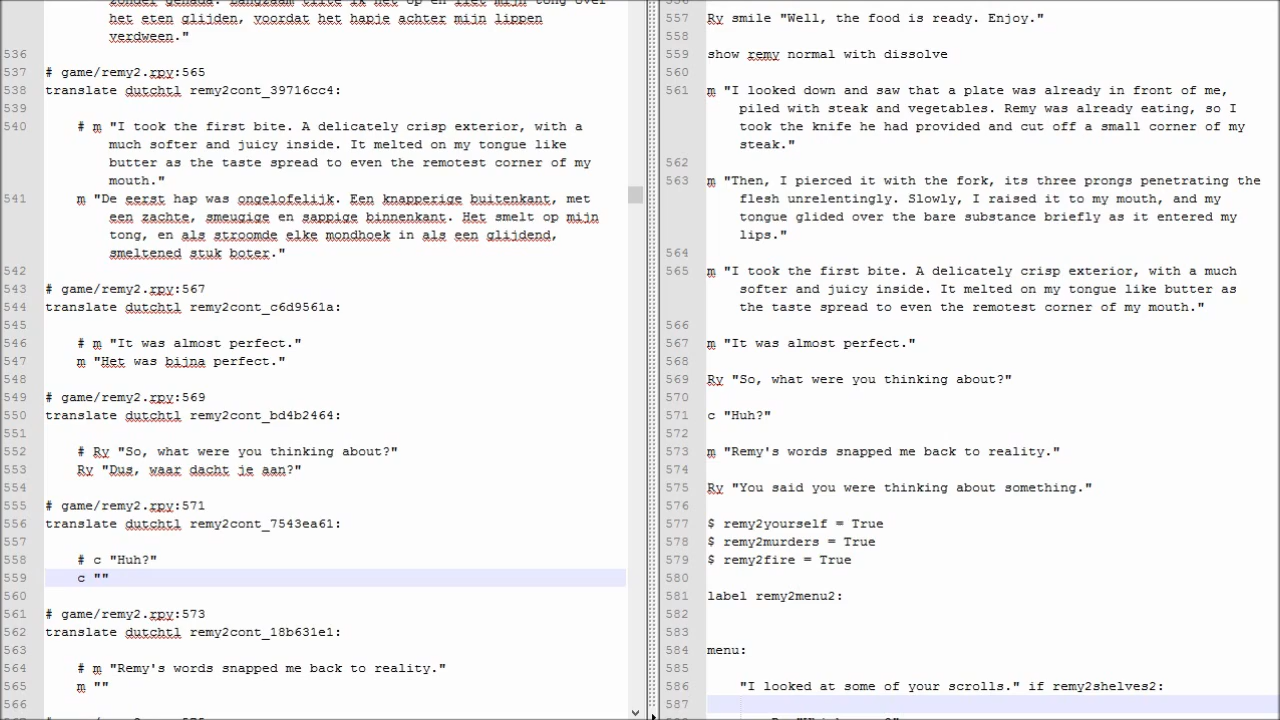 zonder genade. Langzaam tilte ik het op en liet mijn tong over
het eten glijden, voordat het hapje achter mijn lippen
verdween."
536
537 # game/remy2.rpy:565
538 translate dutchtl remy2cont_39716cc4:
539
540 # m "I took the first bite. A delicately crisp exterior, with a
much softer and juicy inside. It melted on my tongue like
butter as the taste spread to even the remotest corner of my
mouth."
541 m "De eerst hap was ongelofelijk. Een knapperige buitenkant, met
een zachte, smeugige en sappige binnenkant. Het smelt op mijn
tong, en als stroomde elke mondhoek in als een glijdend,
smeltened stuk boter."
542
543 # game/remy2.rpy:567
544 translate dutchtl remy2cont_c6d9561a:
545
546 # m "It was almost perfect."
547 m "Het was bijna perfect."
548
549 # game/remy2.rpy:569
550 translate dutchtl remy2cont_bd4b2464:
551
552 # Ry "So, what were you thinking about?"
553 Ry "Dus, waar dacht je aan?"
554
555 # game/remy2.rpy:571
556 translate dutchtl remy2cont_7543ea61:
557
558 # c "Huh?"
559 c ""
560
561 # game/remy2.rpy:573
562 translate dutchtl remy2cont_18b631e1:
563
564 # m "Remy's words snapped me back to reality."
565 m ""
566
557 Ry smile "Well, the food is ready. Enjoy."
558
559 show remy normal with dissolve
560
561 m "I looked down and saw that a plate was already in front of me,
piled with steak and vegetables. Remy was already eating, so I
took the knife he had provided and cut off a small corner of my
steak."
562
563 m "Then, I pierced it with the fork, its three prongs penetrating the
flesh unrelentingly. Slowly, I raised it to my mouth, and my
tongue glided over the bare substance briefly as it entered my
lips."
564
565 m "I took the first bite. A delicately crisp exterior, with a much
softer and juicy inside. It melted on my tongue like butter as
the taste spread to even the remotest corner of my mouth."
566
567 m "It was almost perfect."
568
569 Ry "So, what were you thinking about?"
570
571 c "Huh?"
572
573 m "Remy's words snapped me back to reality."
574
575 Ry "You said you were thinking about something."
576
577 $ remy2yourself = True
578 $ remy2murders = True
579 $ remy2fire = True
580
581 label remy2menu2:
582
583
584 menu:
585
586 "I looked at some of your scrolls." if remy2shelves2:
587